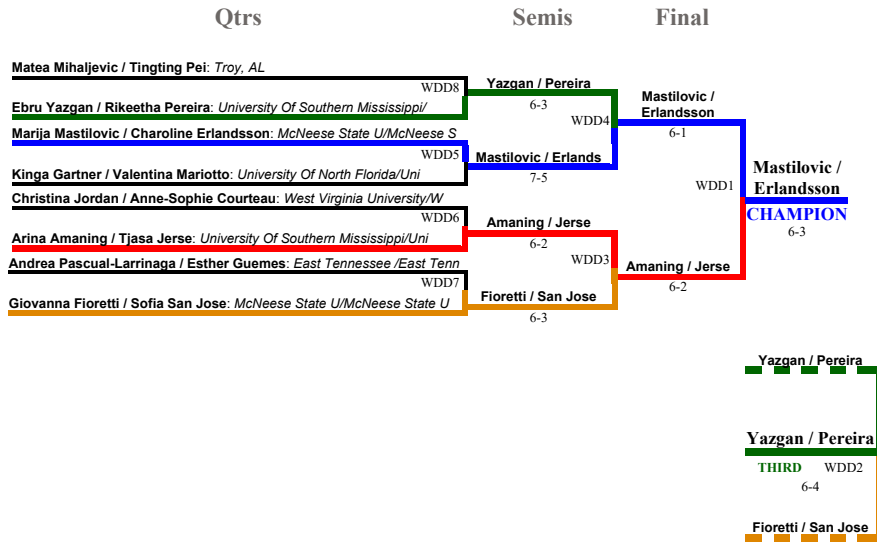 Qtrs Semis Final
Matea Mihaljevic / Tingting Pei: Troy, AL
WDD8
Ebru Yazgan / Rikeetha Pereira: University Of Southern Mississippi/
Yazgan / Pereira
6-3
WDD4
Marija Mastilovic / Charoline Erlandsson: McNeese State U/McNeese S
WDD5
Kinga Gartner / Valentina Mariotto: University Of North Florida/Uni
Mastilovic / Erlands
7-5
Mastilovic /
Erlandsson
6-1
Christina Jordan / Anne-Sophie Courteau: West Virginia University/W
WDD6
Arina Amaning / Tjasa Jerse: University Of Southern Mississippi/Uni
Amaning / Jerse
6-2
WDD3
Andrea Pascual-Larrinaga / Esther Guemes: East Tennessee /East Tenn
WDD7
Giovanna Fioretti / Sofia San Jose: McNeese State U/McNeese State U
Fioretti / San Jose
6-3
Amaning / Jerse
6-2
WDD1
Mastilovic /
Erlandsson
CHAMPION
6-3
Yazgan / Pereira
Yazgan / Pereira
THIRD WDD2
6-4
Fioretti / San Jose